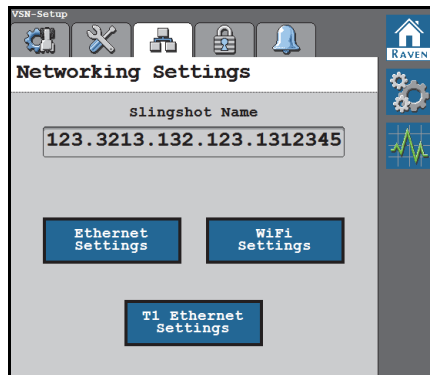 VSN-Setup
RAVEN
Networking Settings
Slingshot Name
123.3213.132.123.1312345
Ethernet
Settings
WiFi
Settings
T1 Ethernet
Settings